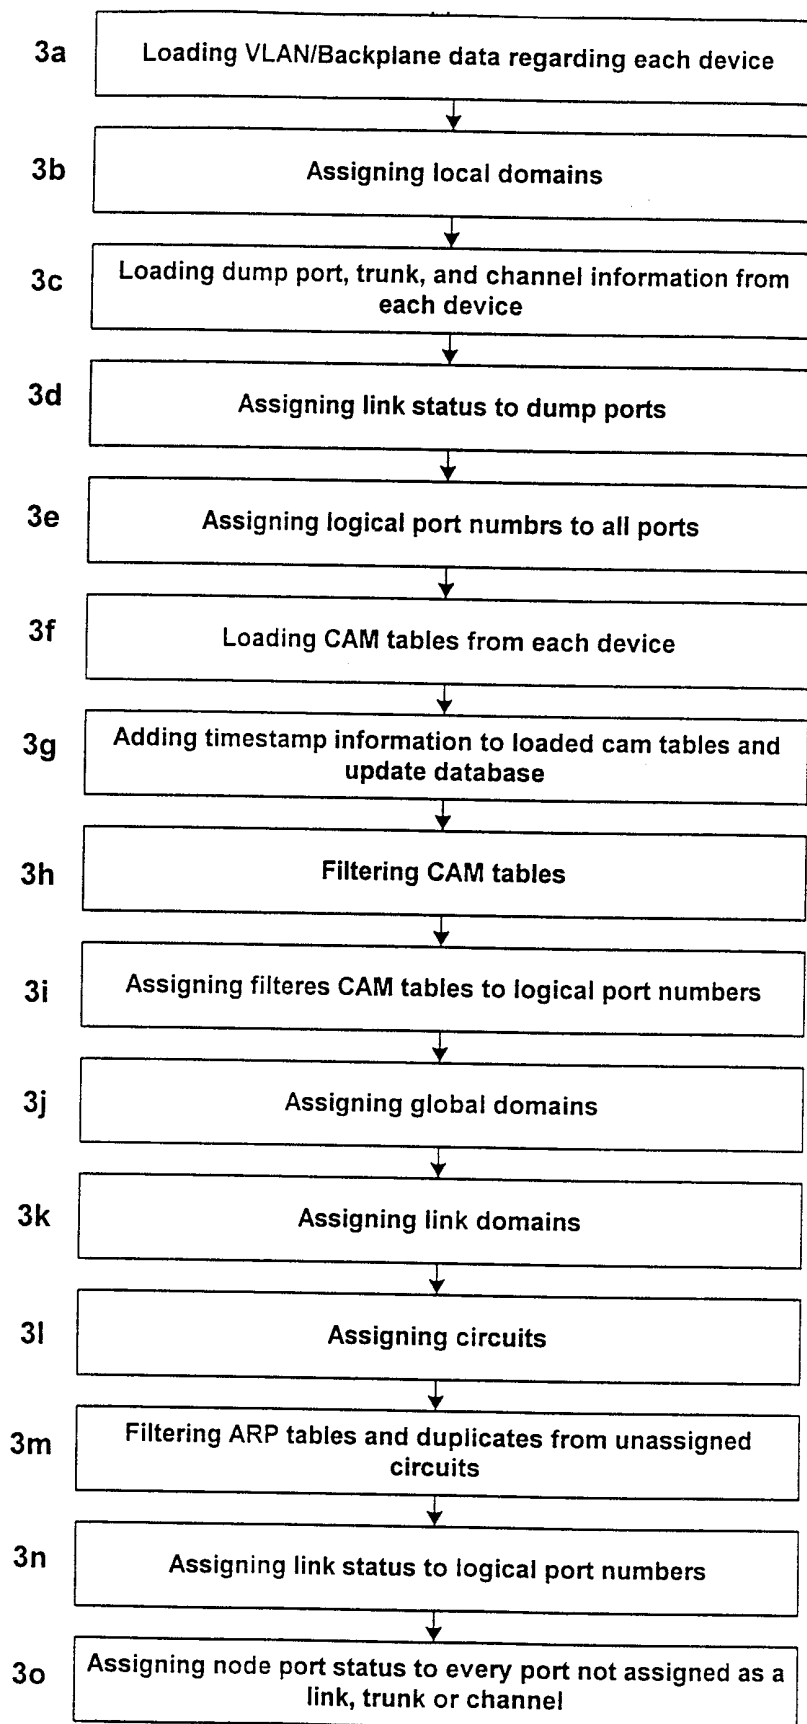 3a Loading VLAN/Backplane data regarding each device
3b Assigning local domains
3c Loading dump port, trunk, and channel information from
each device
3d Assigning link status to dump ports
3e Assigning logical port numbrs to all ports
3f Loading CAM tables from each device
3g Adding timestamp information to loaded cam tables and
update database
3h Filtering CAM tables
3i Assigning filteres CAM tables to logical port numbers
3j Assigning global domains
3k Assigning link domains
3l Assigning circuits
3m Filtering ARP tables and duplicates from unassigned
circuits
3n Assigning link status to logical port numbers
3o Assigning node port status to every port not assigned as a
link, trunk or channel